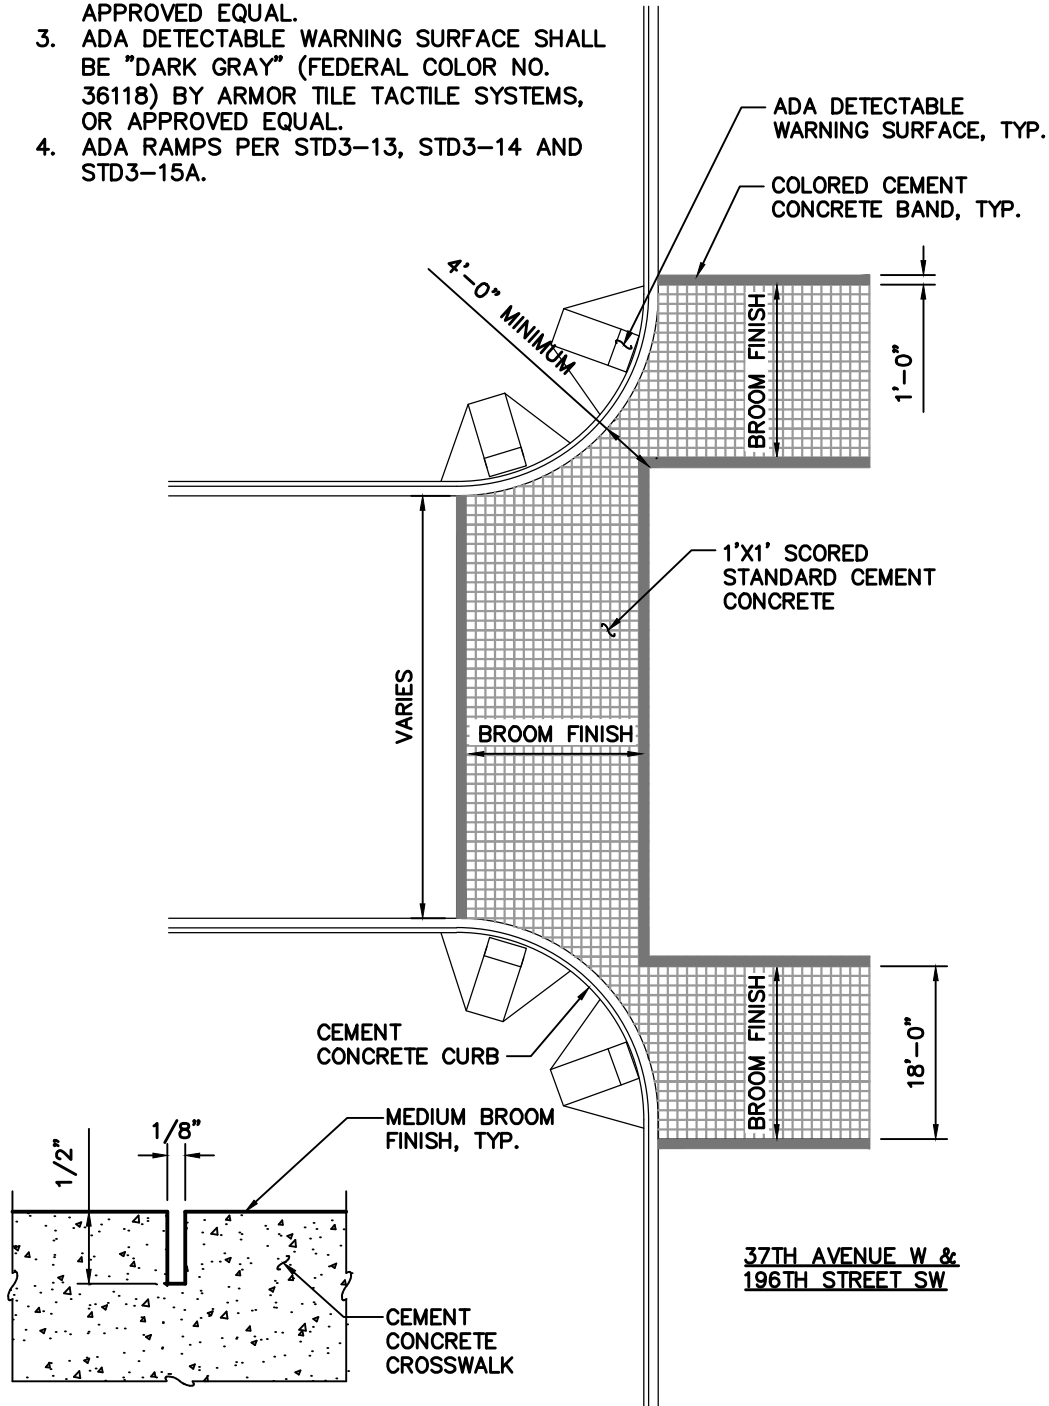 APPROVED EQUAL.
3. ADA DETECTABLE WARNING SURFACE SHALL
BE "DARK GRAY" (FEDERAL COLOR NO.
36118) BY ARMOR TILE TACTILE SYSTEMS,
OR APPROVED EQUAL.
4. ADA RAMPS PER STD3-13, STD3-14 AND
STD3-15A.
ADA DETECTABLE
WARNING SURFACE, TYP.
COLORED CEMENT
CONCRETE BAND, TYP.
4'-0" MINIMUM
BROOM FINISH
1'-0"
1'X1' SCORED
STANDARD CEMENT
CONCRETE
VARIES
BROOM FINISH
BROOM FINISH
18'-0"
CEMENT
CONCRETE CURB
MEDIUM BROOM
FINISH, TYP.
1/8"
1/2"
CEMENT
CONCRETE
CROSSWALK
37TH AVENUE W &
196TH STREET SW